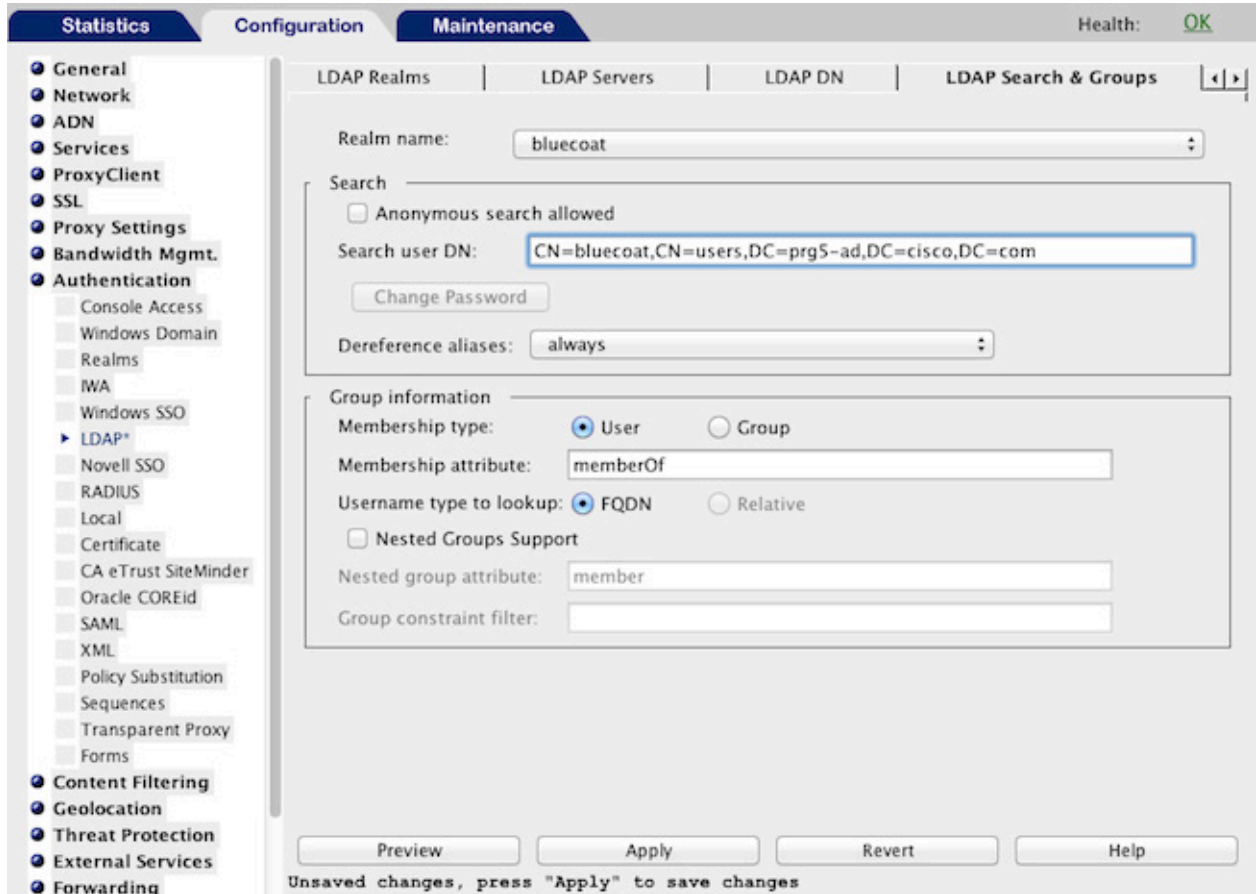 Statistics
Configuration
Maintenance
Health: OK
General
Network
ADN
Services
ProxyClient
SSL
Proxy Settings
Bandwidth Mgmt.
Authentication
Console Access
Windows Domain
Realms
IWA
Windows SSO
LDAP*
Novell SSO
RADIUS
Local
Certificate
CA eTrust SiteMinder
Oracle COREid
SAML
XML
Policy Substitution
Sequences
Transparent Proxy
Forms
Content Filtering
Geolocation
Threat Protection
External Services
Forwarding
LDAP Realms
LDAP Servers
LDAP DN
LDAP Search & Groups
Realm name: bluecoat
Search
Anonymous search allowed
Search user DN: CN=bluecoat,CN=users,DC=prg5-ad,DC=cisco,DC=com
Change Password
Dereference aliases: always
Group information
Membership type: User Group
Membership attribute: memberOf
Username type to lookup: FQDN Relative
Nested Groups Support
Nested group attribute: member
Group constraint filter:
Preview
Apply
Revert
Help
Unsaved changes, press "Apply" to save changes